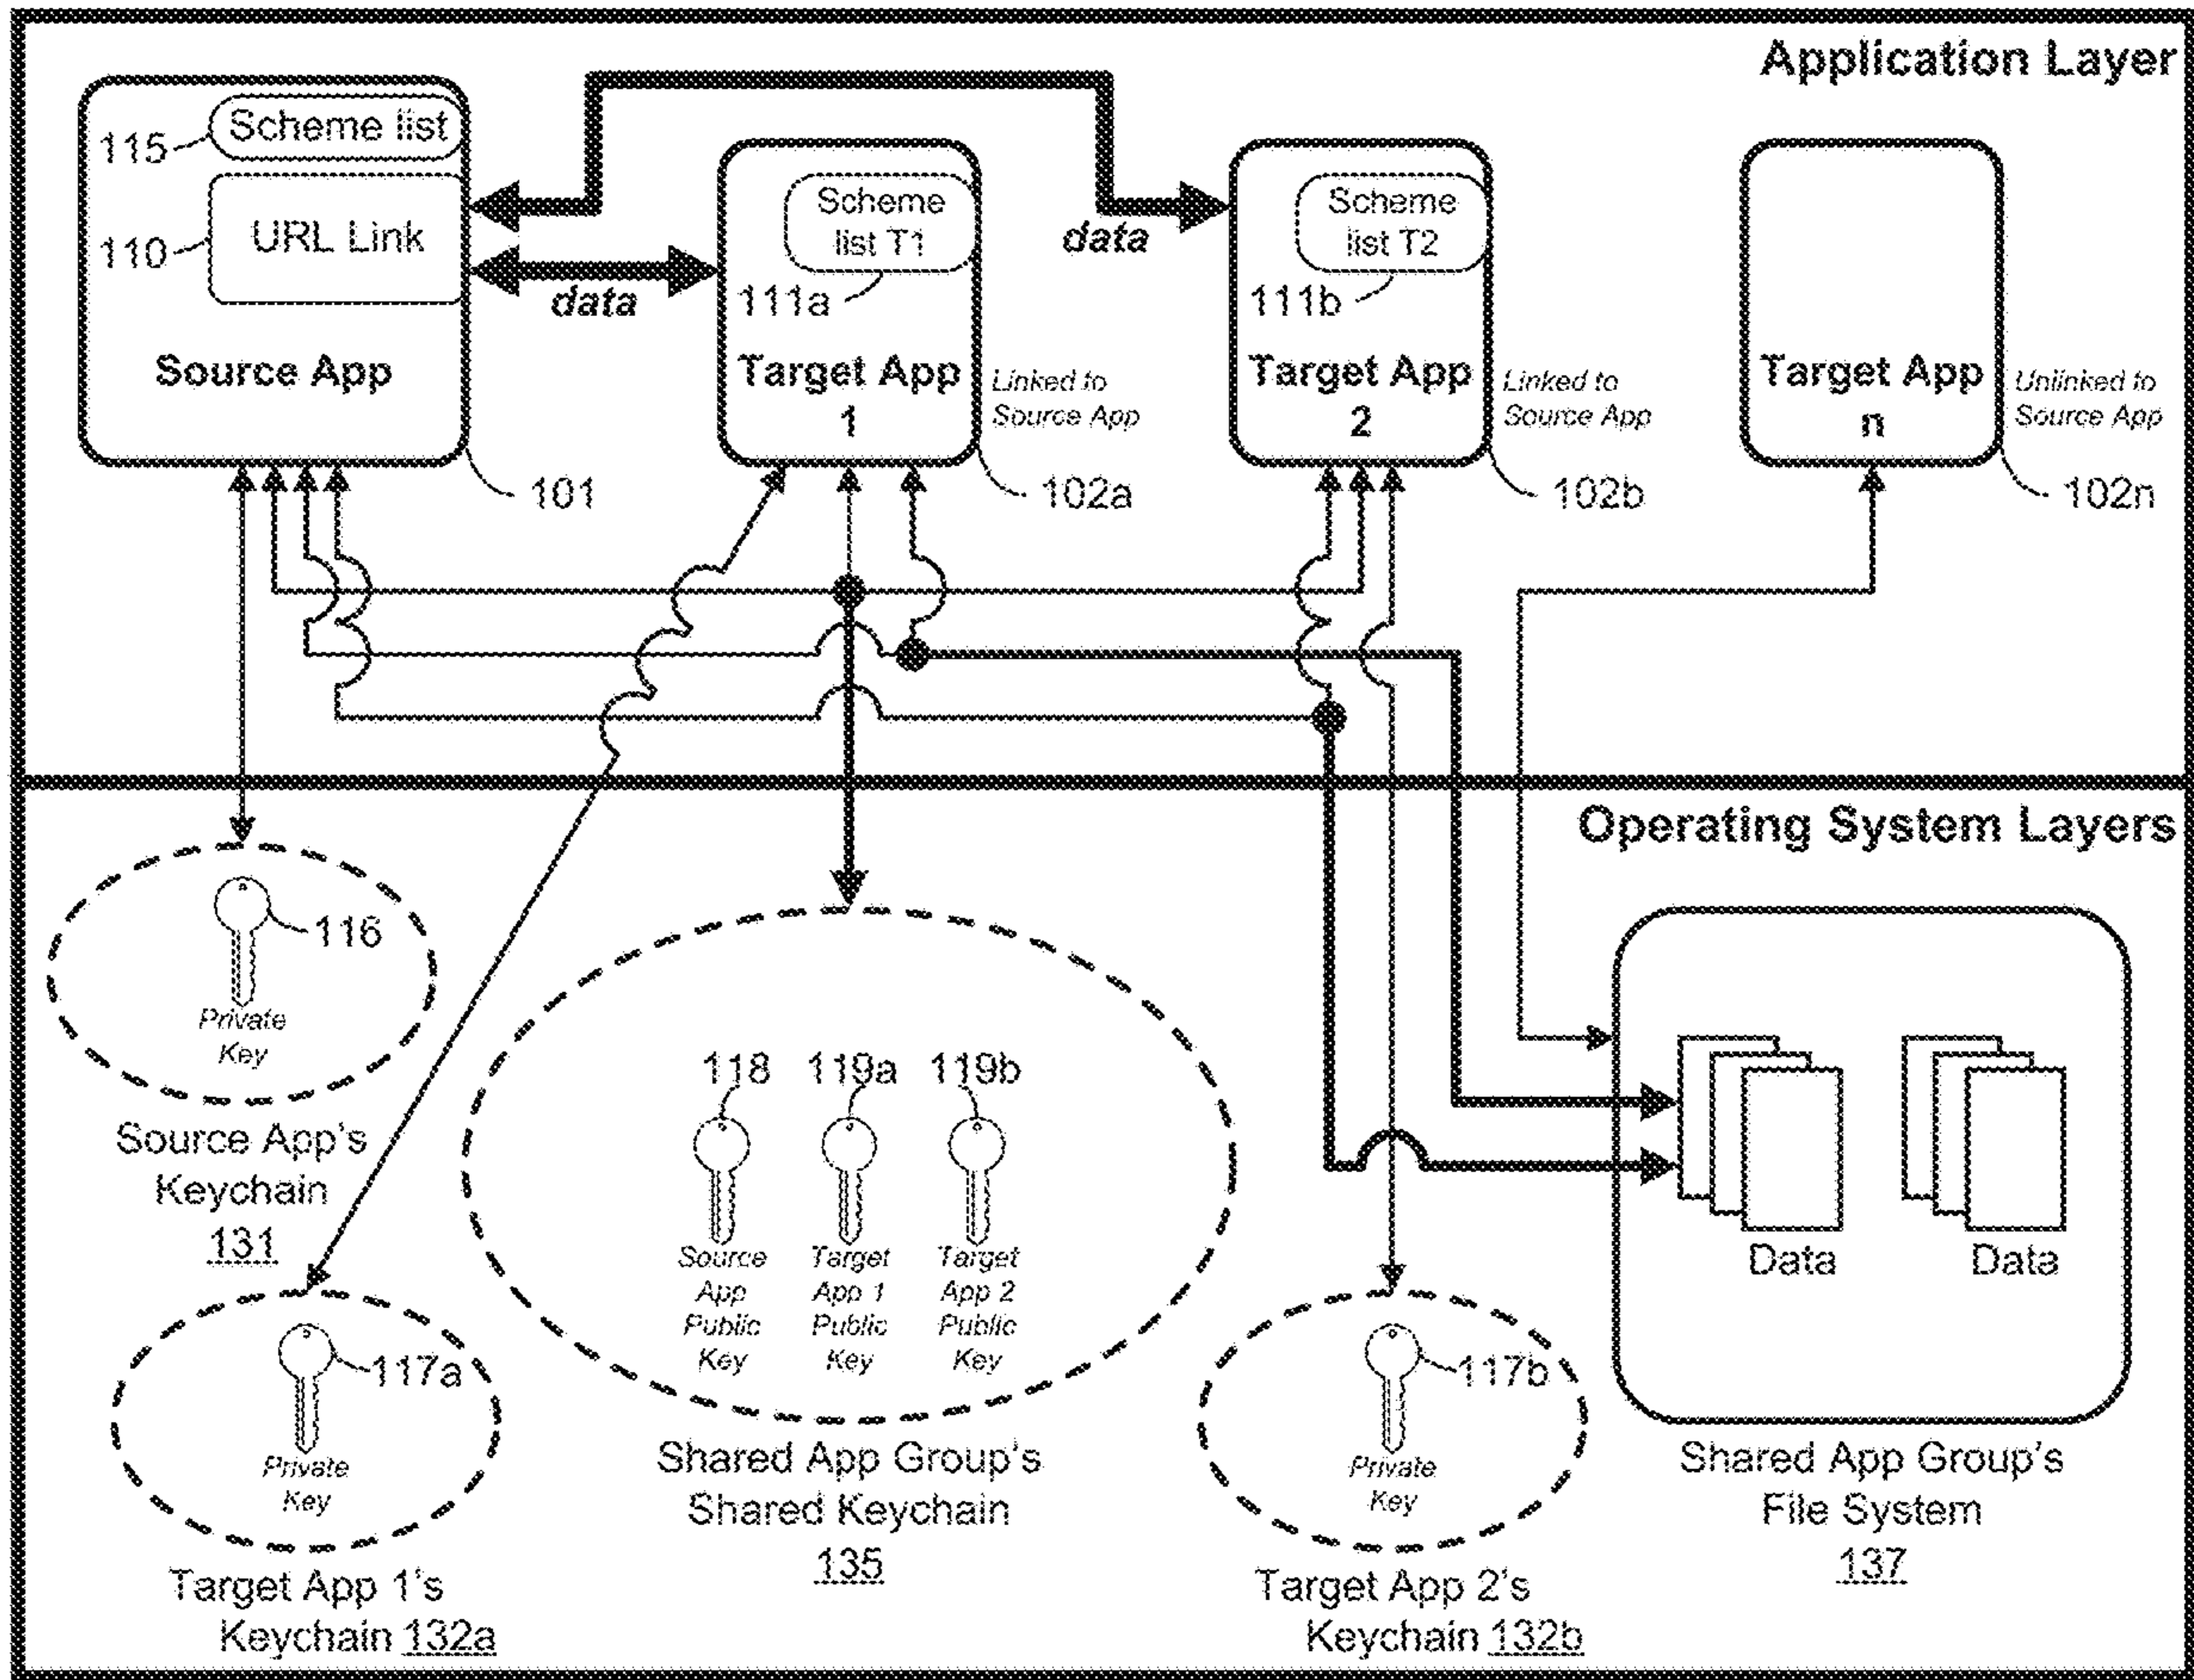 Application Layer
Scheme list
115
URL Link
110
Source App
101
data
Scheme
list T1
111a
Target App
1
Linked to
Source App
102a
data
Scheme
list T2
111b
Target App
2
Linked to
Source App
102b
Target App
n
Unlinked to
Source App
102n
Operating System Layers
116
Private
Key
Source App's
Keychain
131
117a
Private
Key
Target App 1's
Keychain 132a
118
119a
119b
Source
App
Public
Key
Target
App 1
Public
Key
Target
App 2
Public
Key
Shared App Group's
Shared Keychain
135
117b
Private
Key
Target App 2's
Keychain 132b
Data
Data
Shared App Group's
File System
137